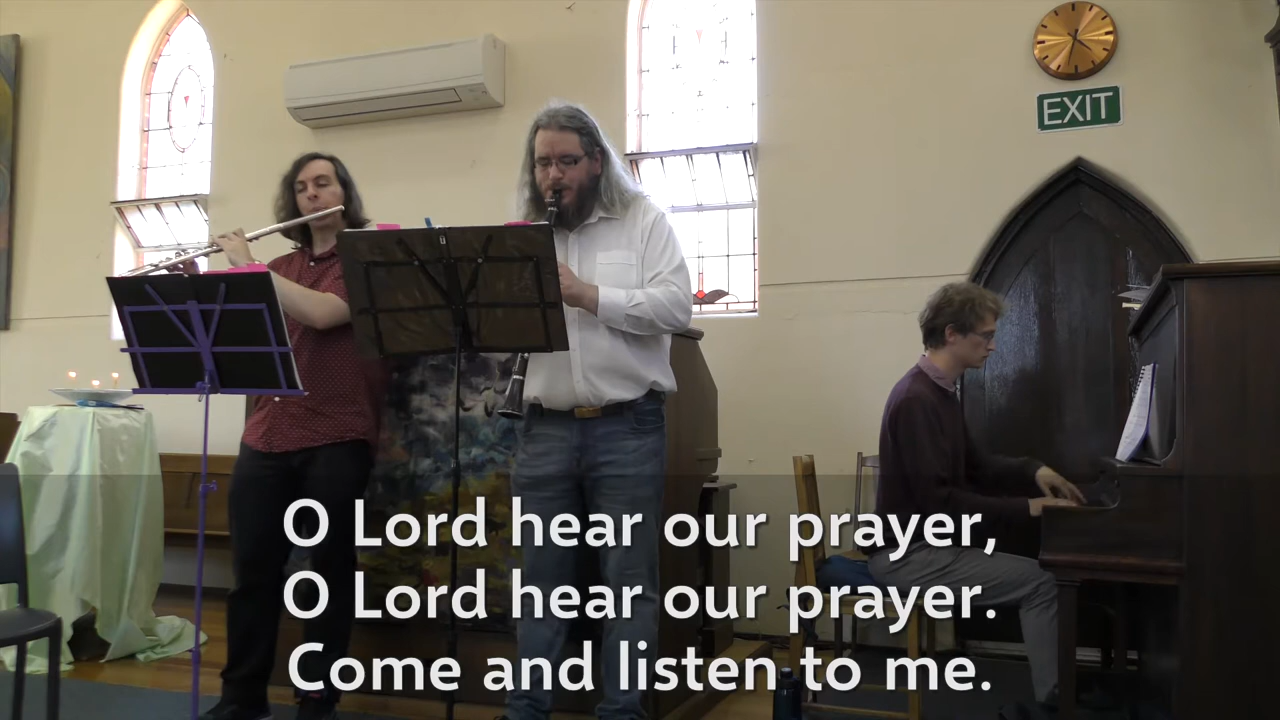 EXIT
O Lord hear our prayer,
O Lord hear our prayer.
Come and listen to me.